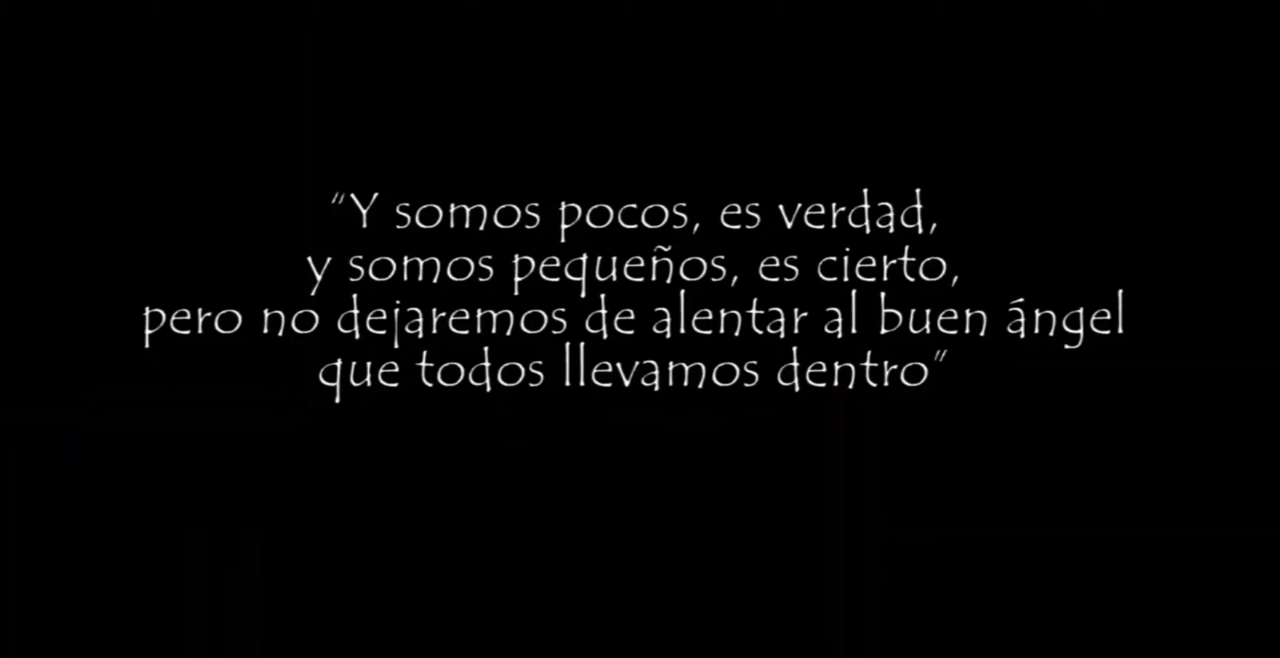 “Y somos pocos, es verdad,
y somos pequeños, es cierto,
pero no dejaremos de alentar al buen ángel
que todos llevamos dentro”